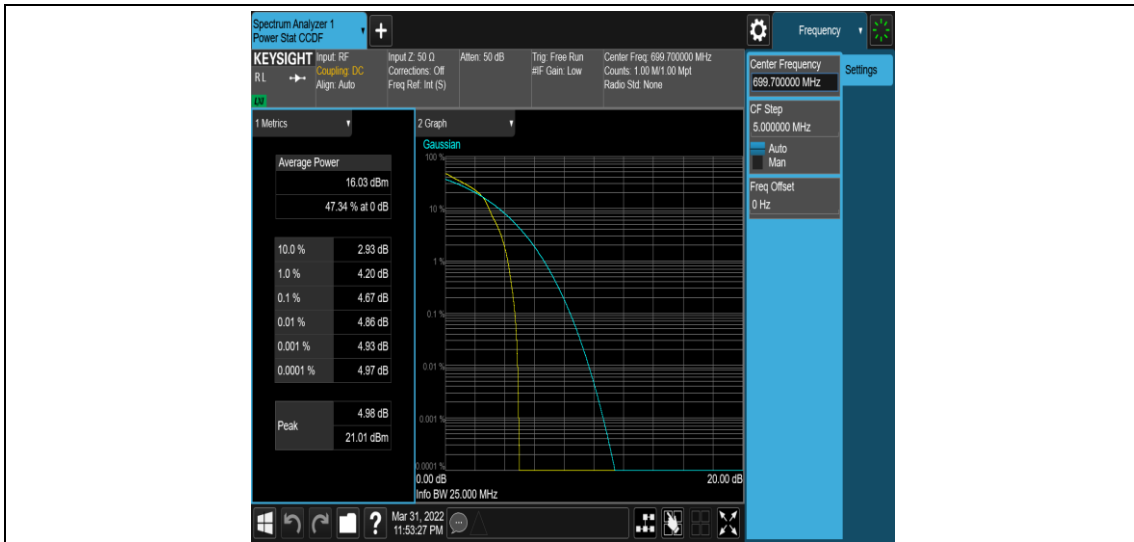 Spectrum Analyzer 1
Power Stat CCDF
Frequency
KEYSIGHT
RL
LXI
Input: RF
Coupling: DC
Align: Auto
Input Z: 50 Ω
Corrections: Off
Freq Ref: Int (S)
Atten: 50 dB
Trig: Free Run
#IF Gain: Low
Center Freq: 699.700000 MHz
Counts: 1.00 M/1.00 Mpt
Radio Std: None
Center Frequency
699.700000 MHz
Settings
CF Step
5.000000 MHz
Auto
Man
Freq Offset
0 Hz
1 Metrics
Average Power
16.03 dBm
47.34 % at 0 dB
10.0 % 2.93 dB
1.0 % 4.20 dB
0.1 % 4.67 dB
0.01 % 4.86 dB
0.001 % 4.93 dB
0.0001 % 4.97 dB
Peak
4.98 dB
21.01 dBm
2 Graph
Gaussian
100 %
10 %
1 %
0.1 %
0.01 %
0.001 %
0.0001 %
0.00 dB 20.00 dB
Info BW 25.000 MHz
Mar 31, 2022
11:53:27 PM